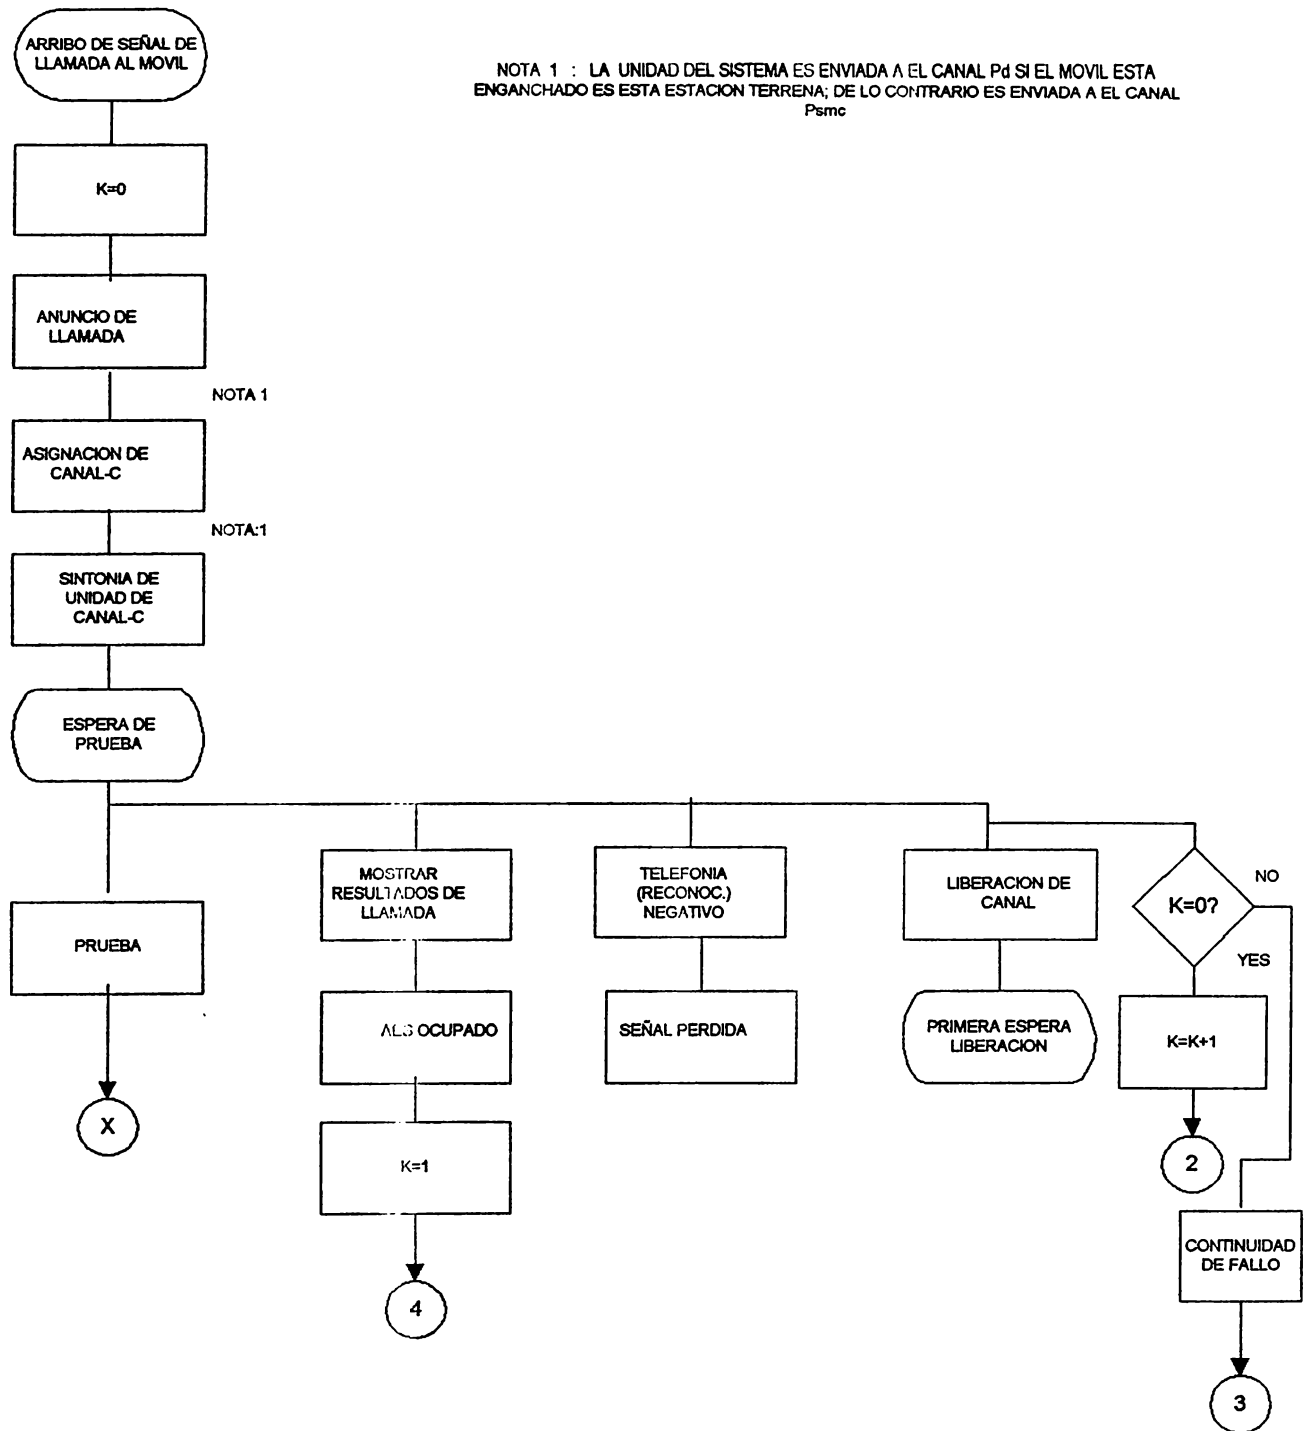 ARRIBO DE SEÑAL DE
LLAMADA AL MOVIL
NOTA 1 : LA UNIDAD DEL SISTEMA ES ENVIADA A EL CANAL Pd SI EL MOVIL ESTA
ENGANCHADO ES ESTA ESTACION TERRENA; DE LO CONTRARIO ES ENVIADA A EL CANAL
Psmc
K=0
ANUNCIO DE
LLAMADA
NOTA 1
ASIGNACION DE
CANAL-C
NOTA:1
SINTONIA DE
UNIDAD DE
CANAL-C
ESPERA DE
PRUEBA
PRUEBA
X
MOSTRAR
RESULTADOS DE
LLAMADA
OCUPADO
K=1
4
TELEFONIA
(RECONOC.)
NEGATIVO
SEÑAL PERDIDA
LIBERACION DE
CANAL
PRIMERA ESPERA
LIBERACION
K=0?
NO
YES
K=K+1
2
CONTINUIDAD
DE FALLO
3